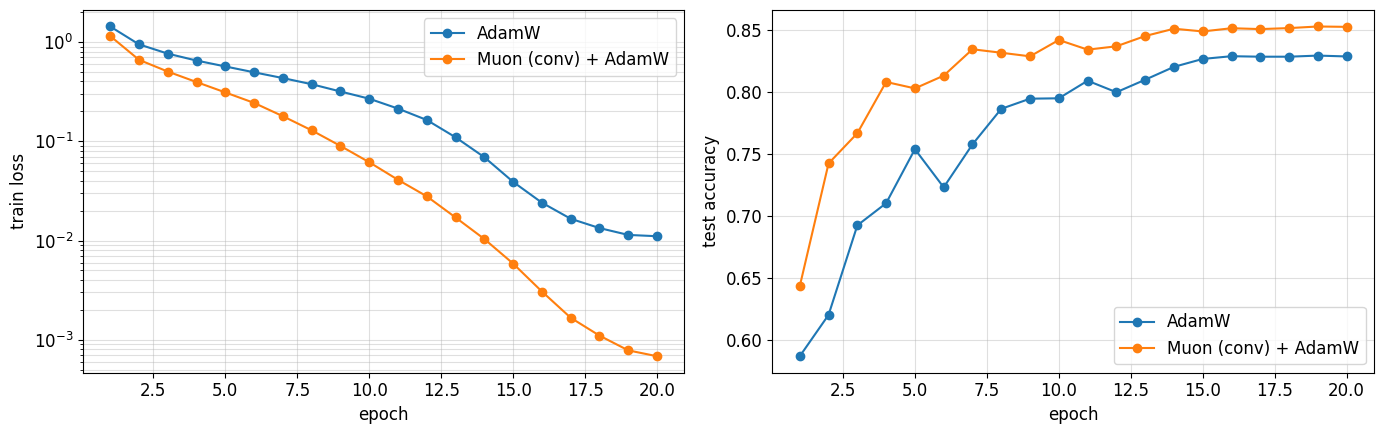 train loss
10⁰
10⁻¹
10⁻²
10⁻³
AdamW
Muon (conv) + AdamW
2.5 5.0 7.5 10.0 12.5 15.0 17.5 20.0
epoch
test accuracy
0.85
0.80
0.75
0.70
0.65
0.60
AdamW
Muon (conv) + AdamW
2.5 5.0 7.5 10.0 12.5 15.0 17.5 20.0
epoch